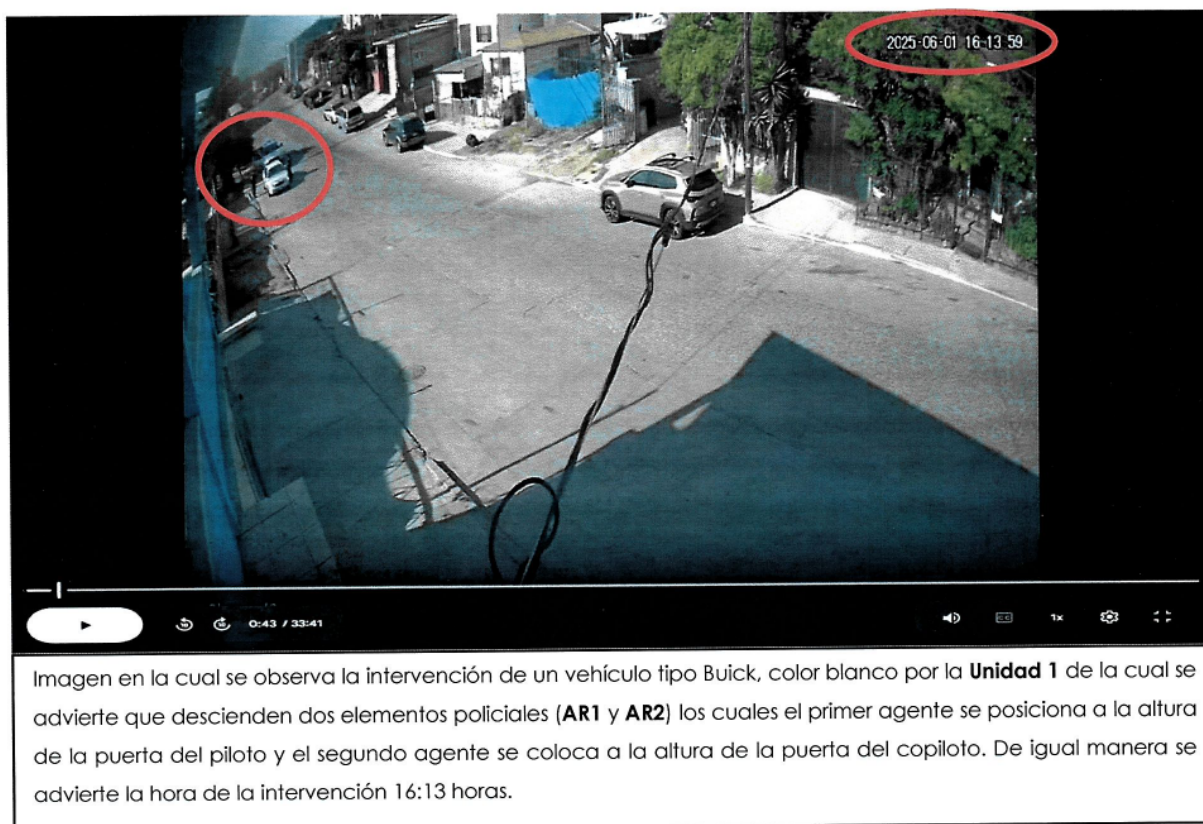 2025-06-01 16-13 59
10 10 0:43 / 33:41 CC 1x
Imagen en la cual se observa la intervención de un vehículo tipo Buick, color blanco por la Unidad 1 de la cual se
advierte que descienden dos elementos policiales (AR1 y AR2) los cuales el primer agente se posiciona a la altura
de la puerta del piloto y el segundo agente se coloca a la altura de la puerta del copiloto. De igual manera se
advierte la hora de la intervención 16:13 horas.